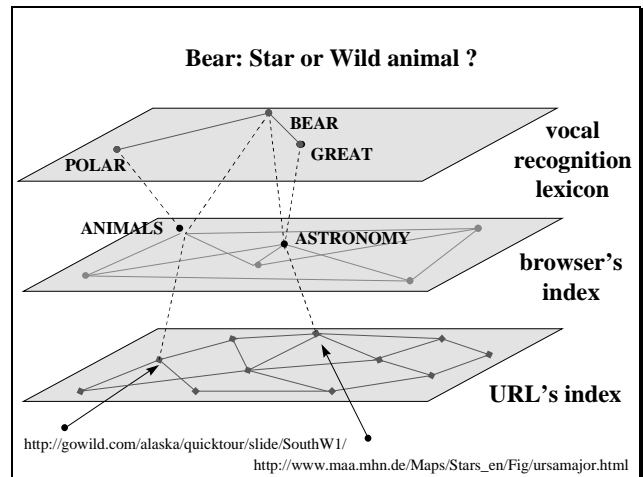 Bear: Star or Wild animal ?
BEAR
GREAT
POLAR
vocal
recognition
lexicon
ANIMALS
ASTRONOMY
browser's
index
URL's index
http://gowild.com/alaska/quicktour/slide/SouthW1/
http://www.maa.mhn.de/Maps/Stars_en/Fig/ursamajor.html